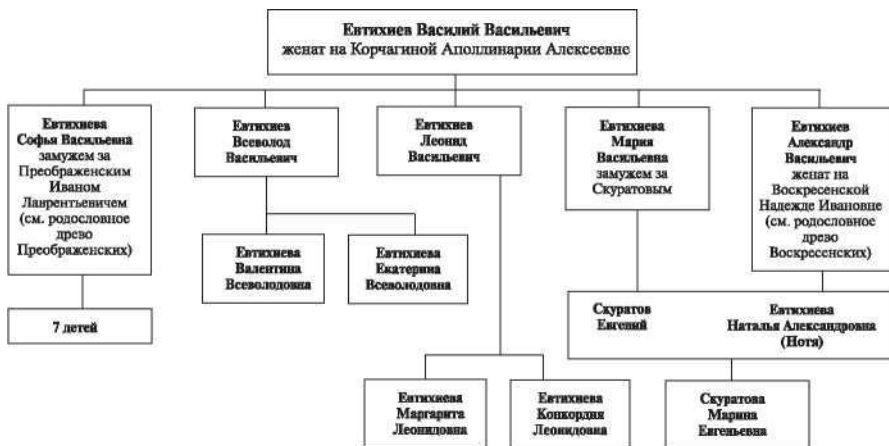 Евтихиев Василий Васильевич
женат на Корчагиной Аполлинарии Алексеевне
Евтихиева
Софья Васильевна
замужем за
Преображенским
Иваном
Лаврентьевичем
(см. родословное
древо
Преображенских)
Евтихиев
Всеволод
Васильевич
Евтихиев
Леонид
Васильевич
Евтихиева
Мария
Васильевна
замужем за
Скуратовым
Евтихиев
Александр
Васильевич
женат на
Воскресенской
Надежде Ивановне
(см. родословное
древо
Воскресенских)
Евтихиева
Валентина
Всеволодовна
Евтихиева
Екатерина
Всеволодовна
7 детей
Скуратов
Евгений
Евтихиева
Наталья Александровна
(Нотя)
Евтихиева
Маргарита
Леонидовна
Евтихиева
Конкордия
Леонидовна
Скуратова
Марина
Евгеньевна